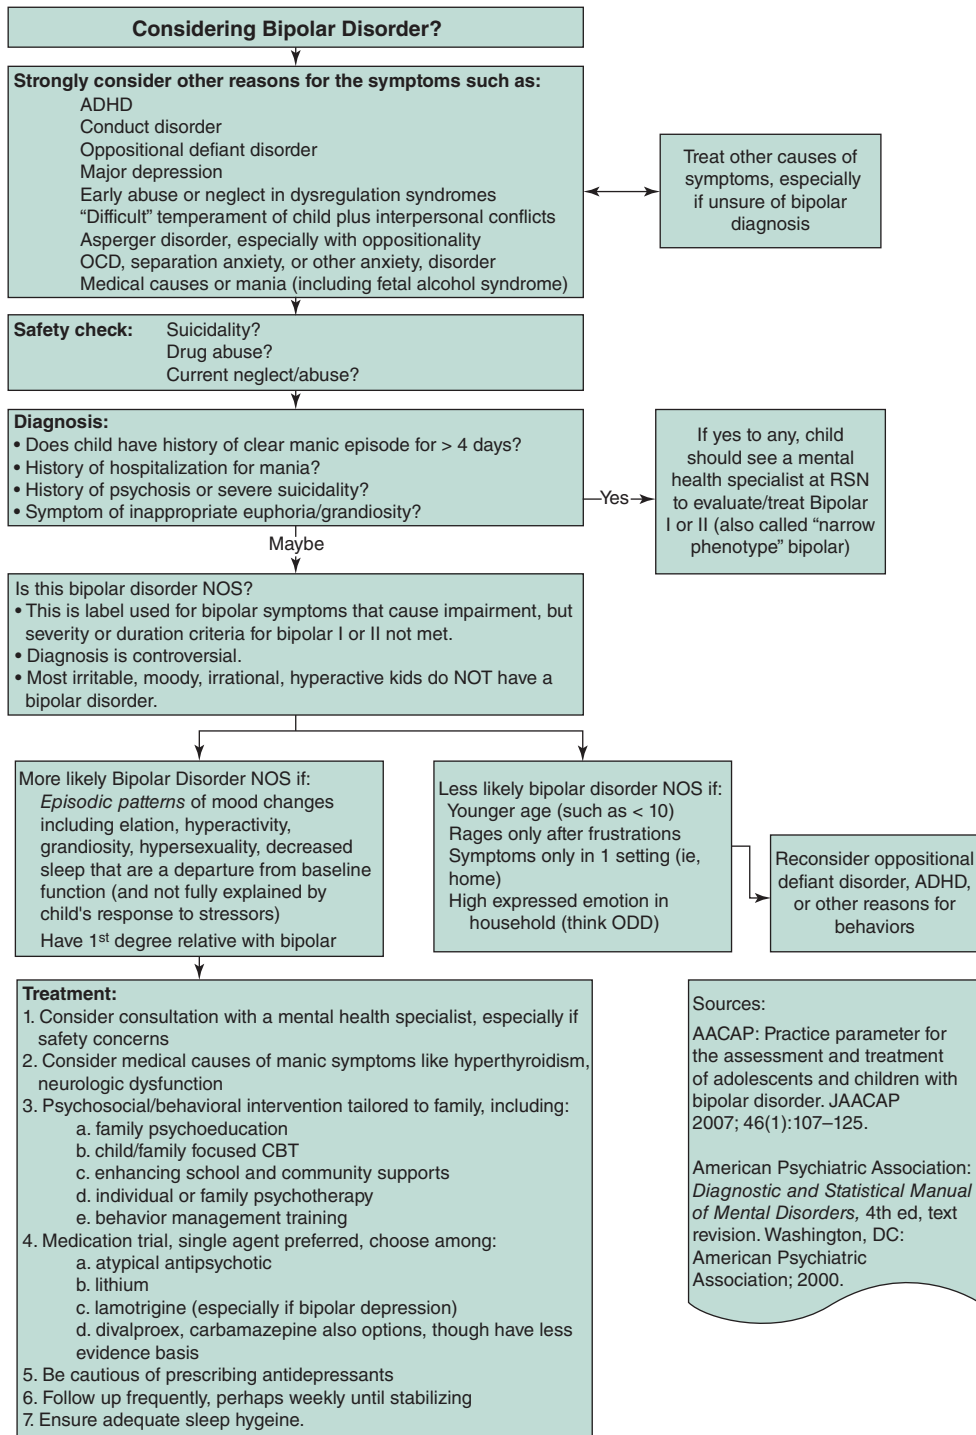 Considering Bipolar Disorder?
Strongly consider other reasons for the symptoms such as:
ADHD
Conduct disorder
Oppositional defiant disorder
Major depression
Early abuse or neglect in dysregulation syndromes
“Difficult” temperament of child plus interpersonal conflicts
Asperger disorder, especially with oppositionality
OCD, separation anxiety, or other anxiety, disorder
Medical causes or mania (including fetal alcohol syndrome)
Treat other causes of
symptoms, especially
if unsure of bipolar
diagnosis
Safety check: Suicidality?
Drug abuse?
Current neglect/abuse?
Diagnosis:
• Does child have history of clear manic episode for > 4 days?
• History of hospitalization for mania?
• History of psychosis or severe suicidality?
• Symptom of inappropriate euphoria/grandiosity?
Yes
If yes to any, child
should see a mental
health specialist at RSN
to evaluate/treat Bipolar
I or II (also called “narrow
phenotype” bipolar)
Maybe
Is this bipolar disorder NOS?
• This is label used for bipolar symptoms that cause impairment, but
severity or duration criteria for bipolar I or II not met.
• Diagnosis is controversial.
• Most irritable, moody, irrational, hyperactive kids do NOT have a
bipolar disorder.
More likely Bipolar Disorder NOS if:
Episodic patterns of mood changes
including elation, hyperactivity,
grandiosity, hypersexuality, decreased
sleep that are a departure from baseline
function (and not fully explained by
child's response to stressors)
Have 1st degree relative with bipolar
Less likely bipolar disorder NOS if:
Younger age (such as < 10)
Rages only after frustrations
Symptoms only in 1 setting (ie,
home)
High expressed emotion in
household (think ODD)
Reconsider oppositional
defiant disorder, ADHD,
or other reasons for
behaviors
Treatment:
1. Consider consultation with a mental health specialist, especially if
safety concerns
2. Consider medical causes of manic symptoms like hyperthyroidism,
neurologic dysfunction
3. Psychosocial/behavioral intervention tailored to family, including:
a. family psychoeducation
b. child/family focused CBT
c. enhancing school and community supports
d. individual or family psychotherapy
e. behavior management training
4. Medication trial, single agent preferred, choose among:
a. atypical antipsychotic
b. lithium
c. lamotrigine (especially if bipolar depression)
d. divalproex, carbamazepine also options, though have less
evidence basis
5. Be cautious of prescribing antidepressants
6. Follow up frequently, perhaps weekly until stabilizing
7. Ensure adequate sleep hygeine.
Sources:
AACAP: Practice parameter for
the assessment and treatment
of adolescents and children with
bipolar disorder. JAACAP
2007; 46(1):107–125.
American Psychiatric Association:
Diagnostic and Statistical Manual
of Mental Disorders, 4th ed, text
revision. Washington, DC:
American Psychiatric
Association; 2000.